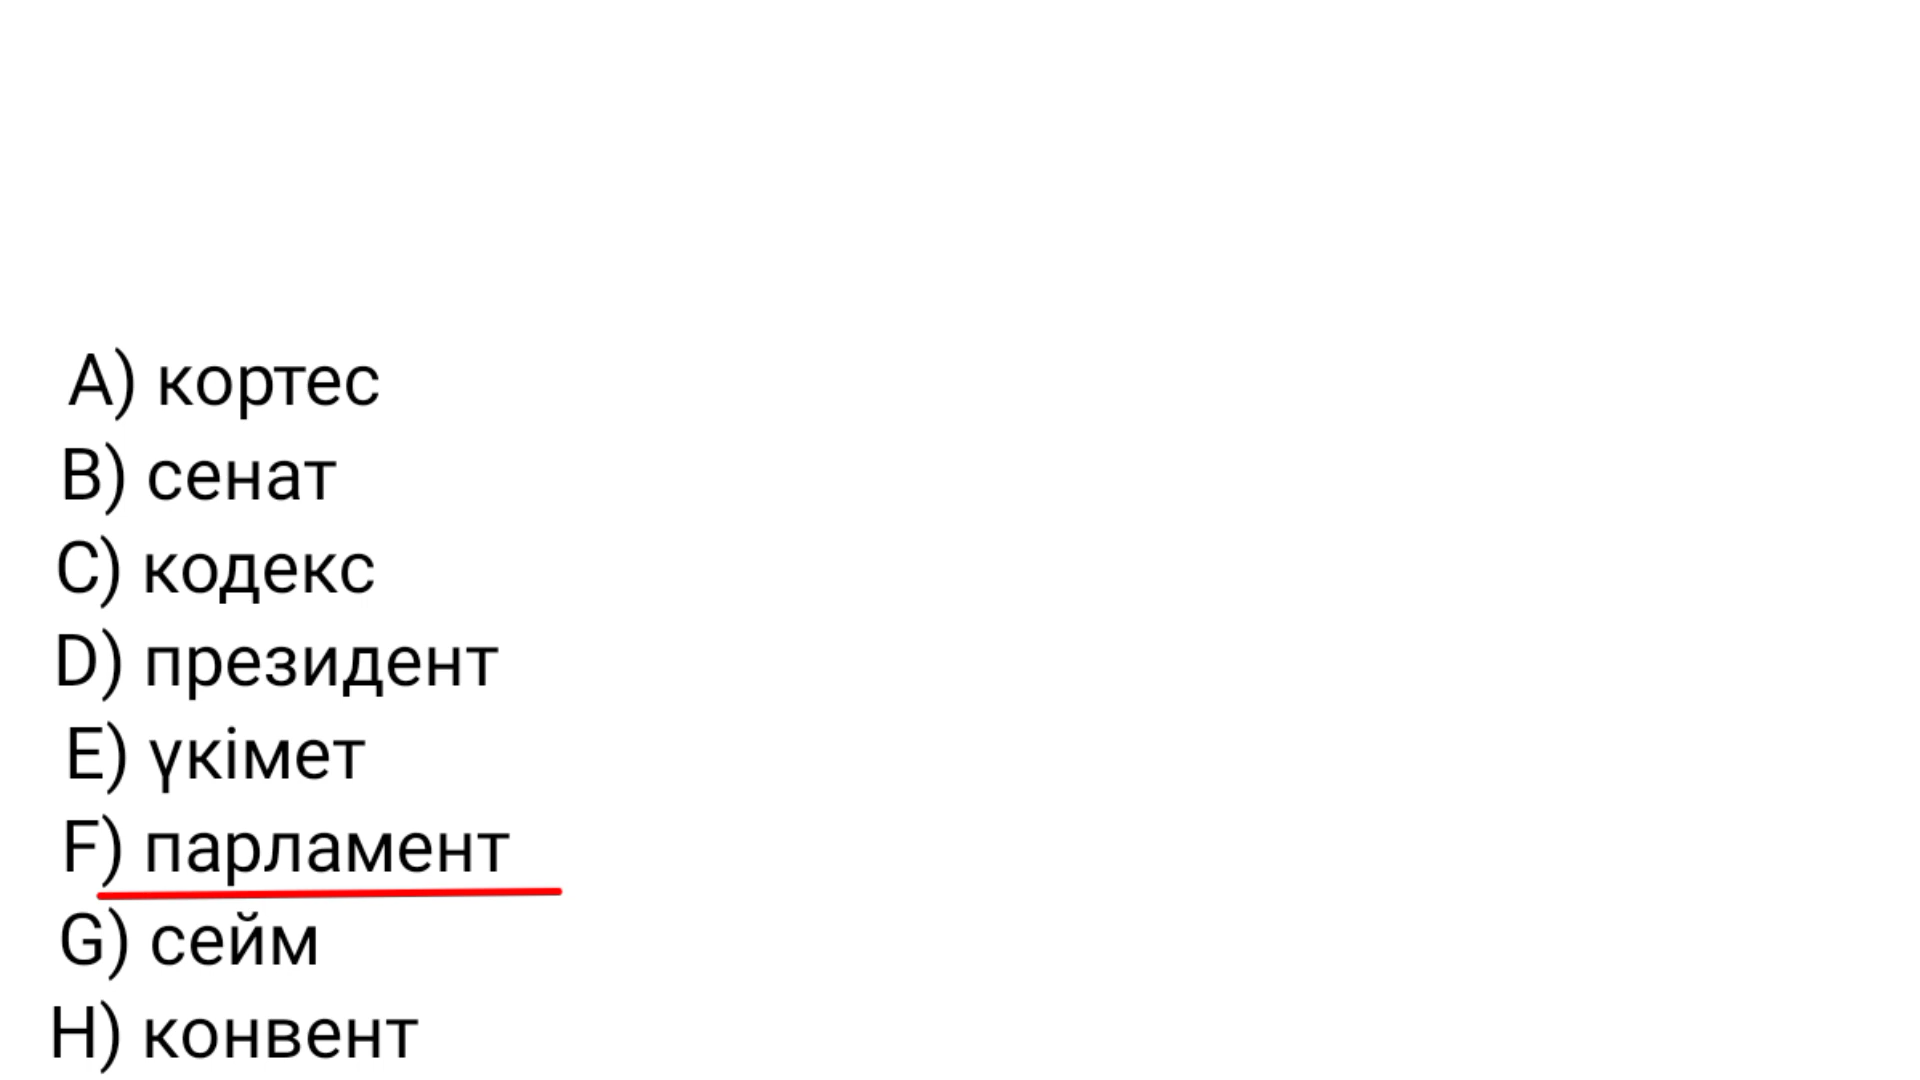 A) кортес
B) сенат
C) кодекс
D) президент
E) үкімет
F) парламент
G) сейм
H) конвент